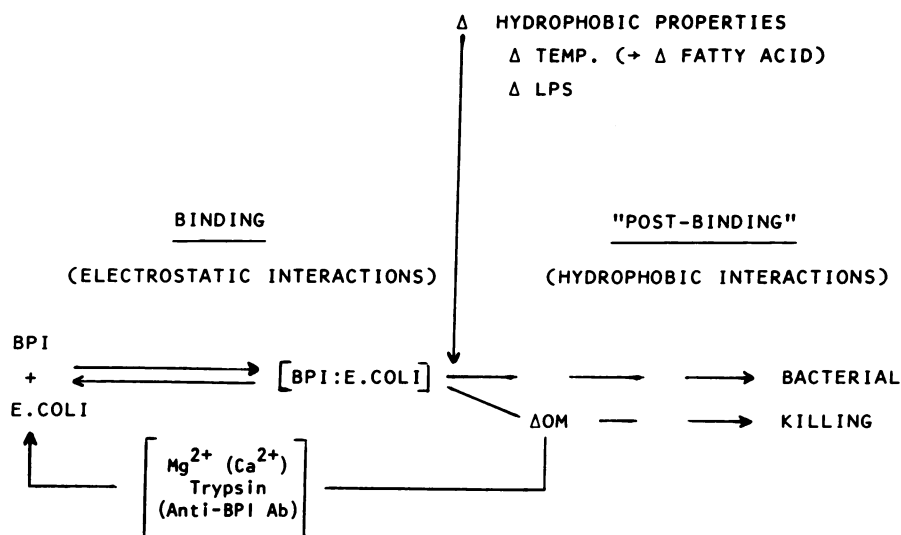 Δ HYDROPHOBIC PROPERTIES
Δ TEMP. (→ Δ FATTY ACID)
Δ LPS
BINDING
"POST-BINDING"
(ELECTROSTATIC INTERACTIONS)
(HYDROPHOBIC INTERACTIONS)
BPI
+
E.COLI
[BPI:E.COLI]
BACTERIAL
KILLING
ΔOM
Mg²⁺ (Ca²⁺)
Trypsin
(Anti-BPI Ab)